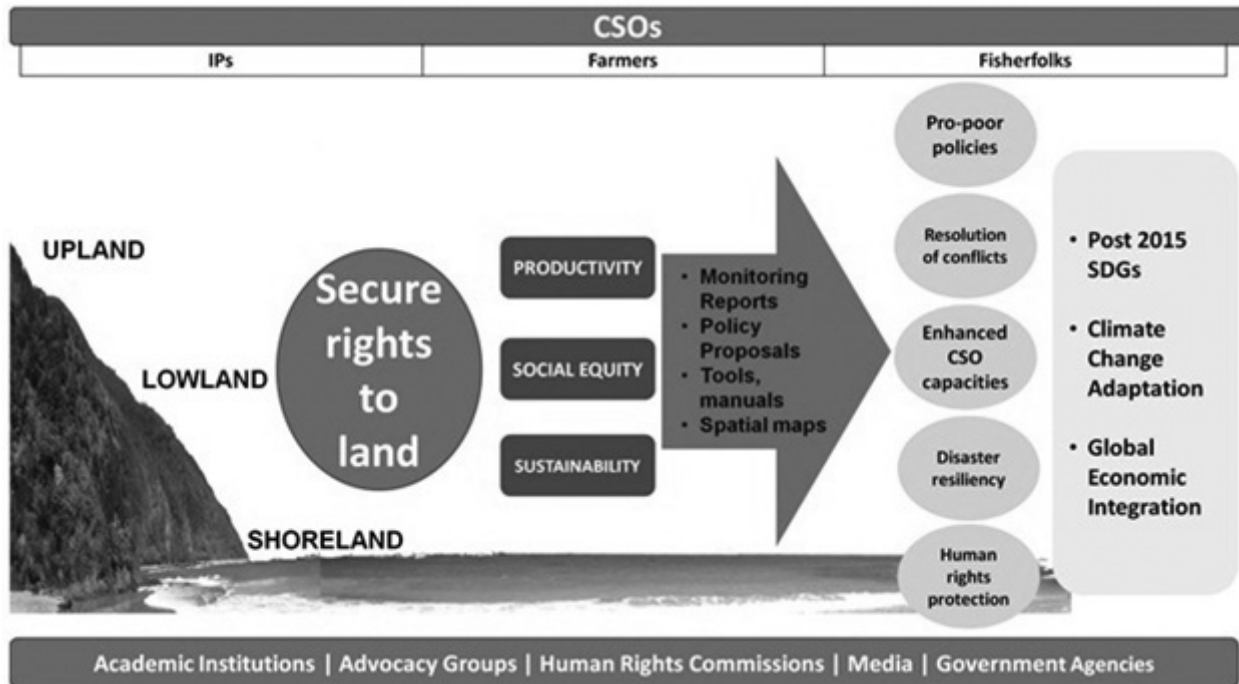 CSOs
IPs
Farmers
Fisherfolks
UPLAND
LOWLAND
SHORELAND
Secure
rights
to
land
PRODUCTIVITY
SOCIAL EQUITY
SUSTAINABILITY
• Monitoring
Reports
• Policy
Proposals
• Tools,
manuals
• Spatial maps
Pro-poor
policies
Resolution
of conflicts
Enhanced
CSO
capacities
Disaster
resiliency
Human
rights
protection
• Post 2015
SDGs
• Climate
Change
Adaptation
• Global
Economic
Integration
Academic Institutions | Advocacy Groups | Human Rights Commissions | Media | Government Agencies